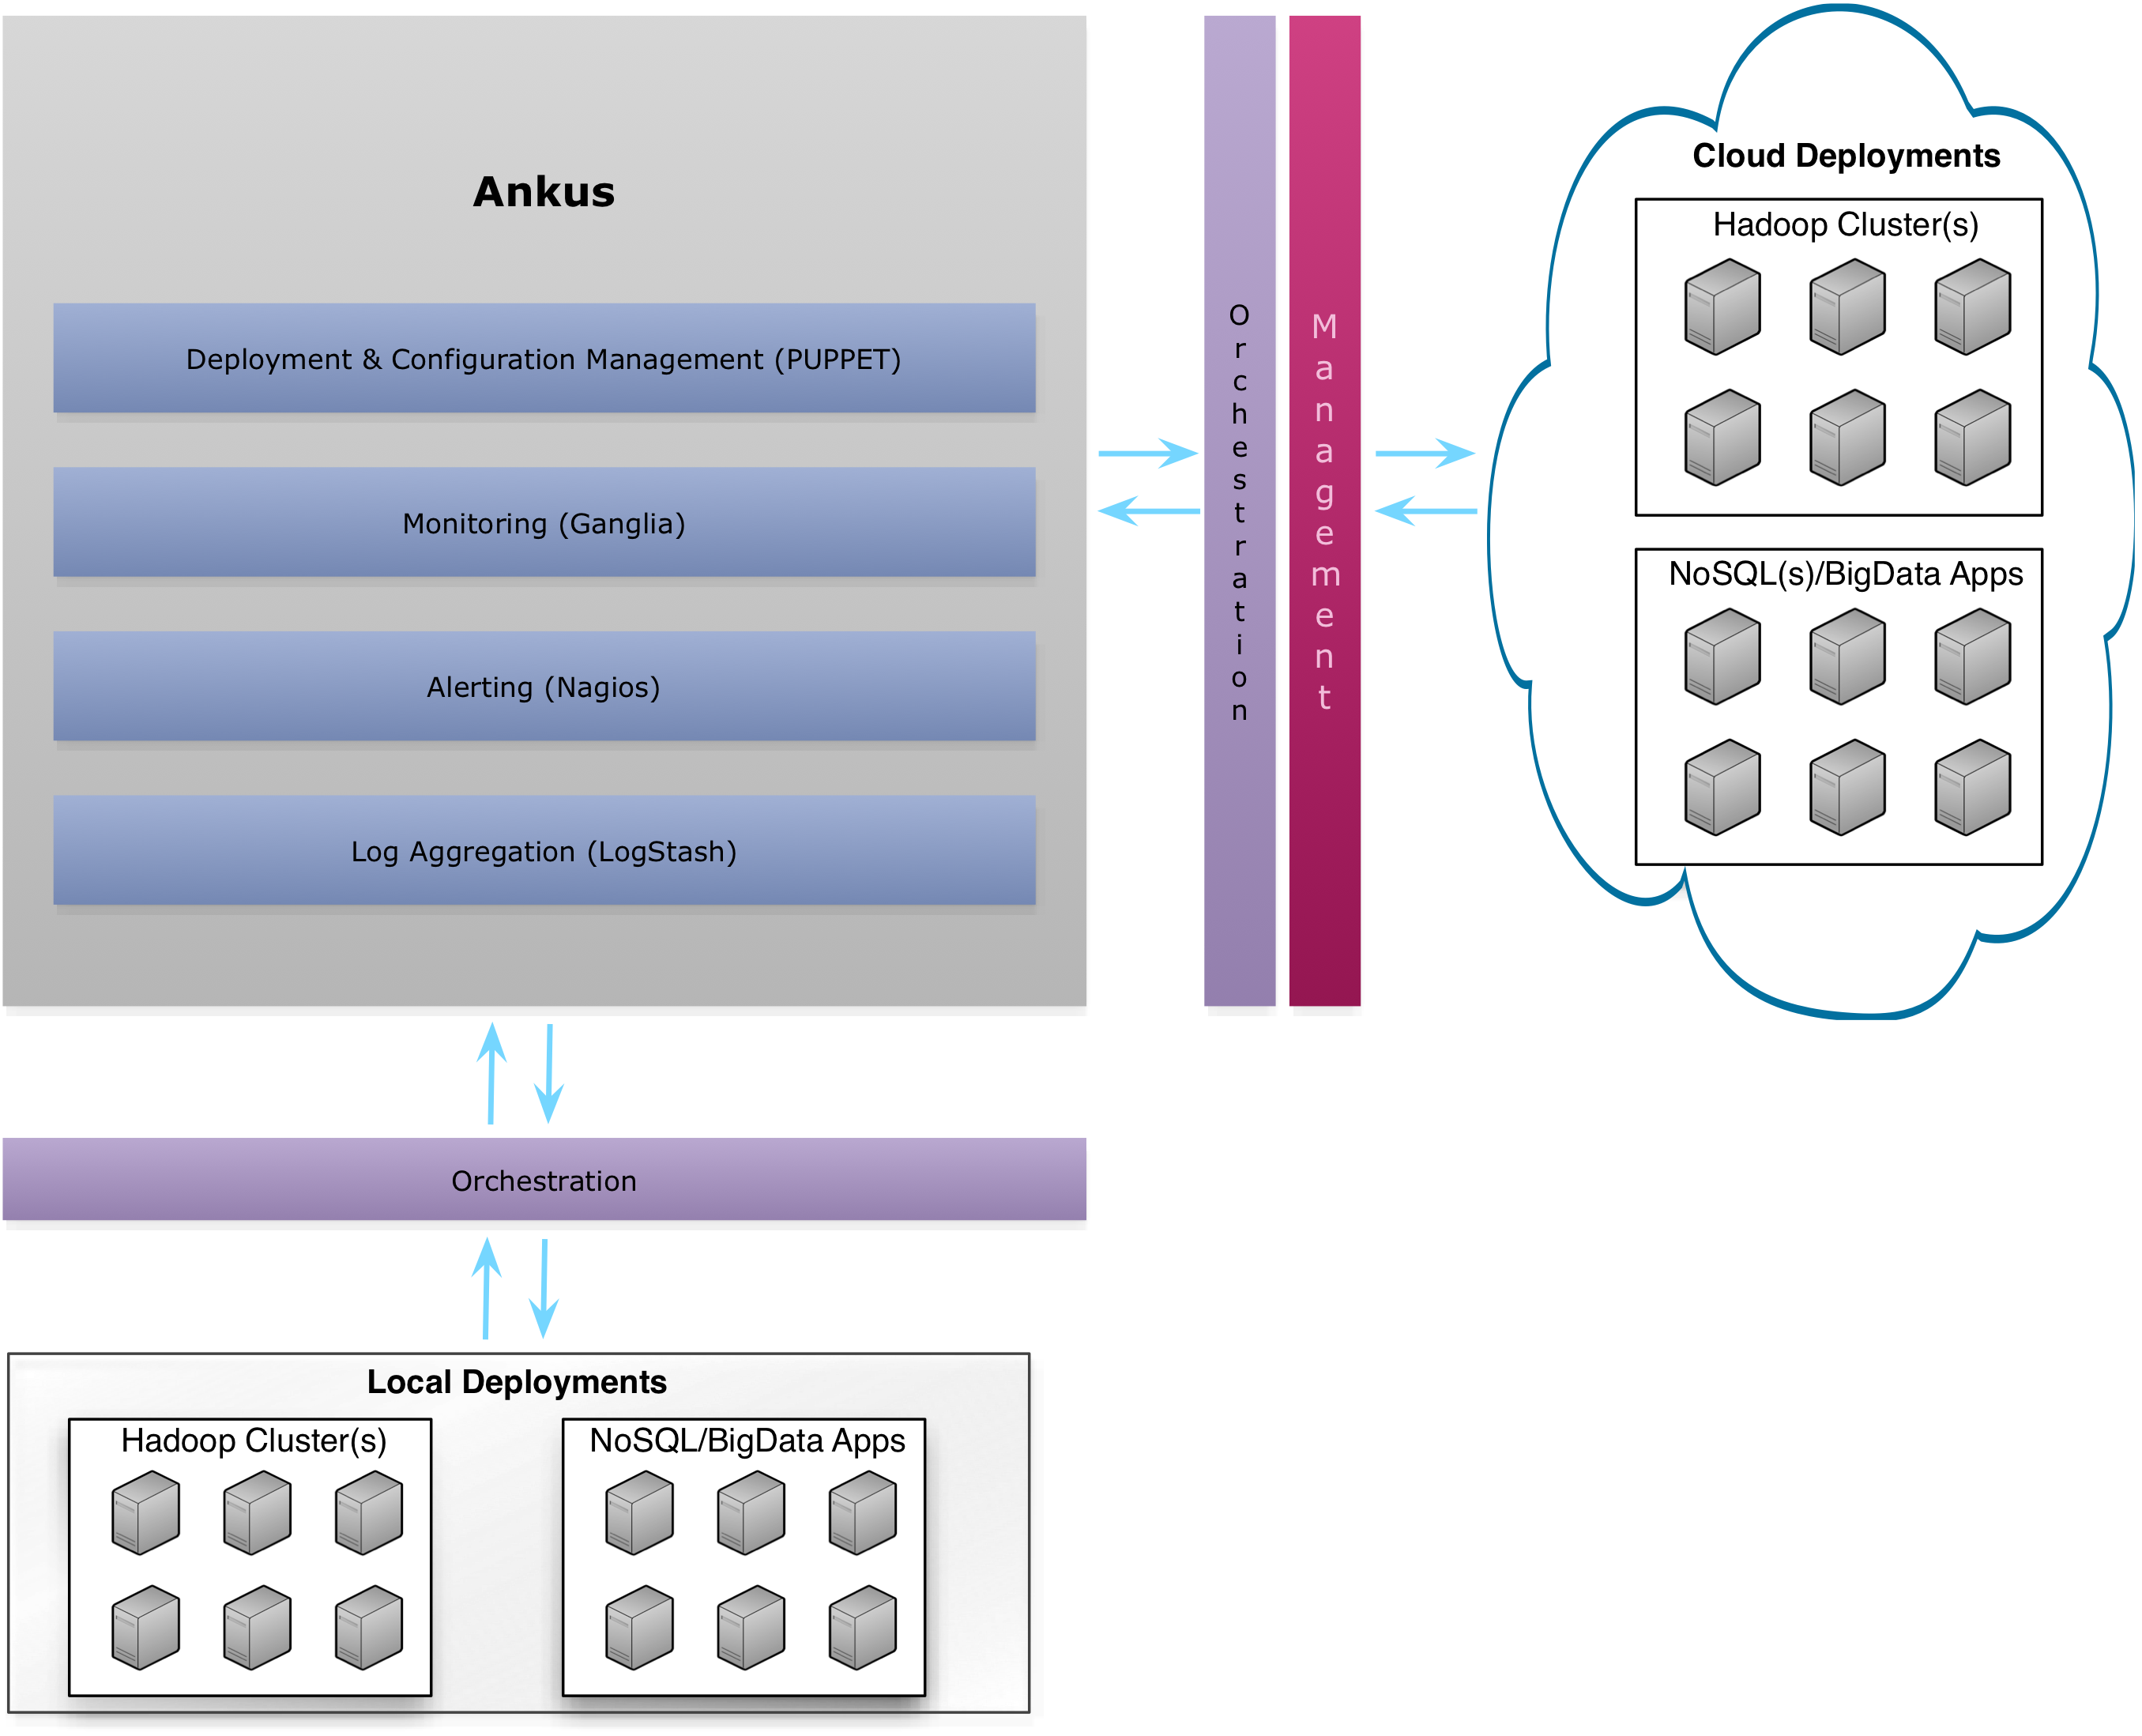 Ankus
Deployment & Configuration Management (PUPPET)
Monitoring (Ganglia)
Alerting (Nagios)
Log Aggregation (LogStash)
Orchestration
Management
Cloud Deployments
Hadoop Cluster(s)
NoSQL(s)/BigData Apps
Orchestration
Local Deployments
Hadoop Cluster(s)
NoSQL/BigData Apps